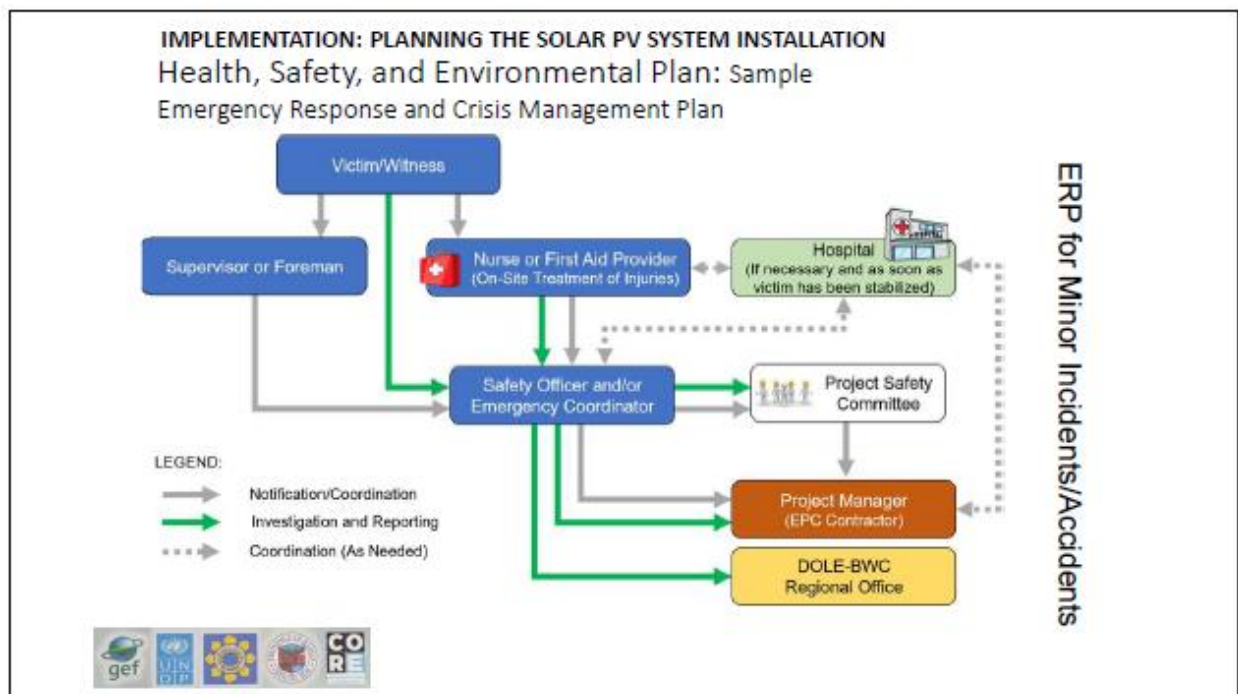 IMPLEMENTATION: PLANNING THE SOLAR PV SYSTEM INSTALLATION
Health, Safety, and Environmental Plan: Sample
Emergency Response and Crisis Management Plan
Victim/Witness
Supervisor or Foreman
Nurse or First Aid Provider
(On-Site Treatment of Injuries)
Hospital
(If necessary and as soon as
victim has been stabilized)
Safety Officer and/or
Emergency Coordinator
Project Safety
Committee
Project Manager
(EPC Contractor)
DOLE-BWC
Regional Office
LEGEND:
Notification/Coordination
Investigation and Reporting
Coordination (As Needed)
ERP for Minor Incidents/Accidents
gef
U N
D P
CO
RE